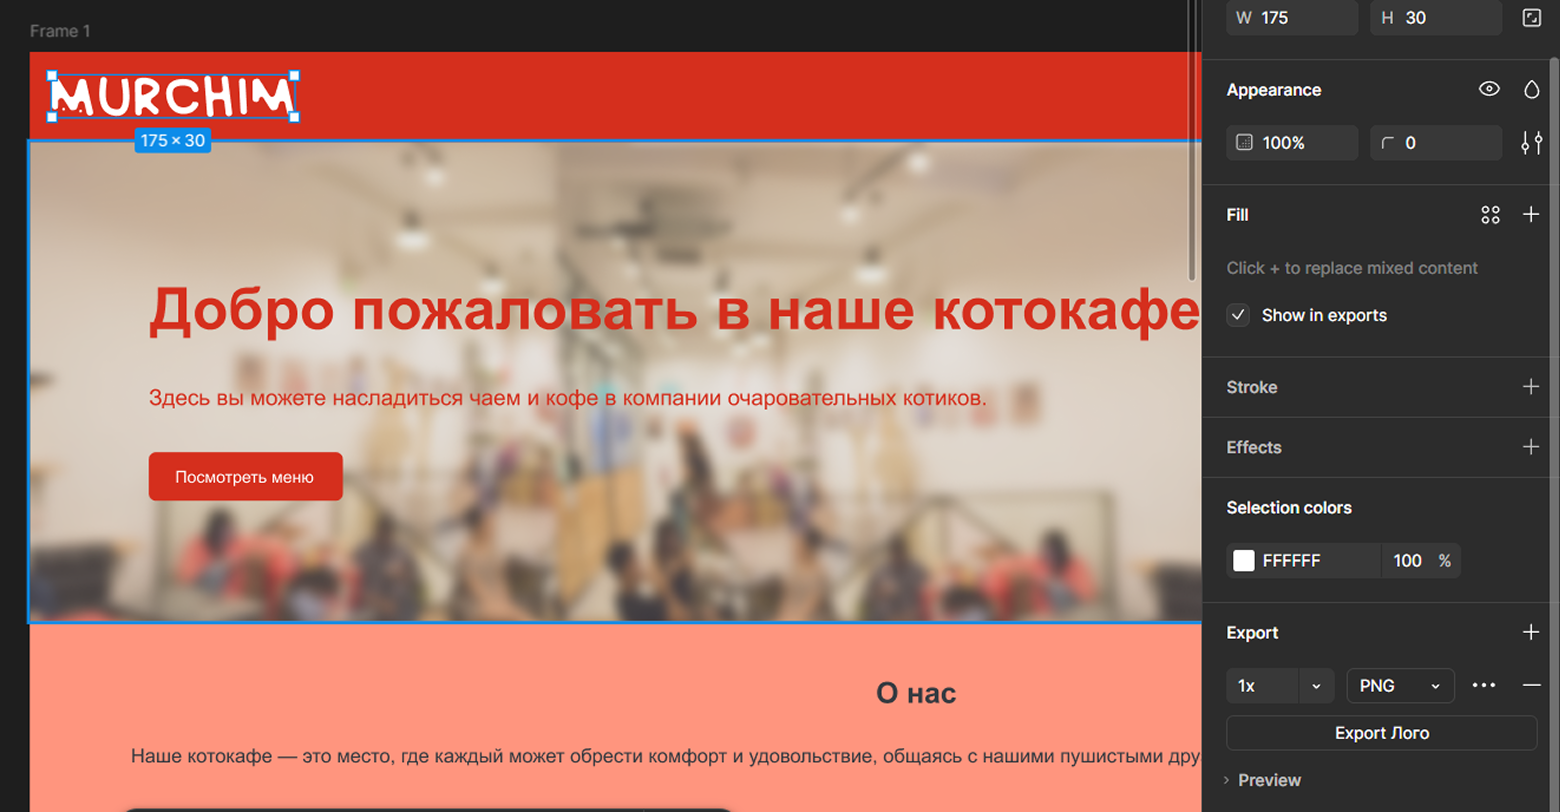 Frame 1
MURCHIM
175 × 30
Добро пожаловать в наше котокафе
Здесь вы можете насладиться чаем и кофе в компании очаровательных котиков.
Посмотреть меню
О нас
Наше котокафе — это место, где каждый может обрести комфорт и удовольствие, общаясь с нашими пушистыми дру
W 175 H 30
Appearance
100% 0
Fill
Click + to replace mixed content
Show in exports
Stroke
Effects
Selection colors
FFFFFF 100 %
Export
1x PNG
Export Лого
Preview